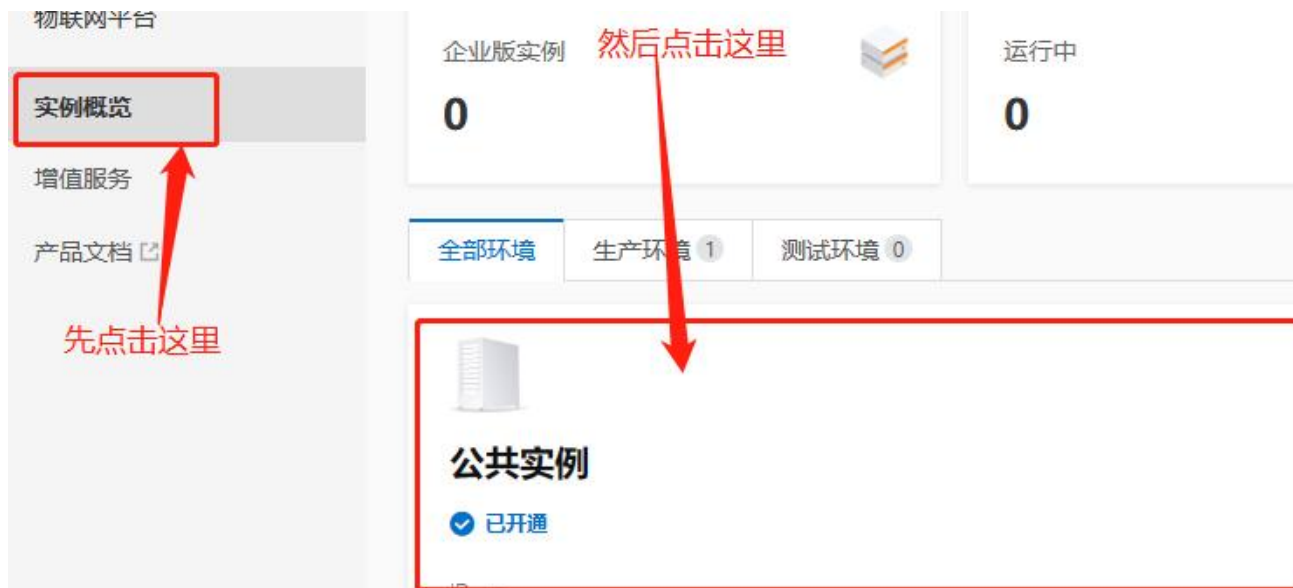 物联网平台
实例概览
增值服务
产品文档
先点击这里
企业版实例
0
然后点击这里
运行中
0
全部环境
生产环境 1
测试环境 0
公共实例
已开通